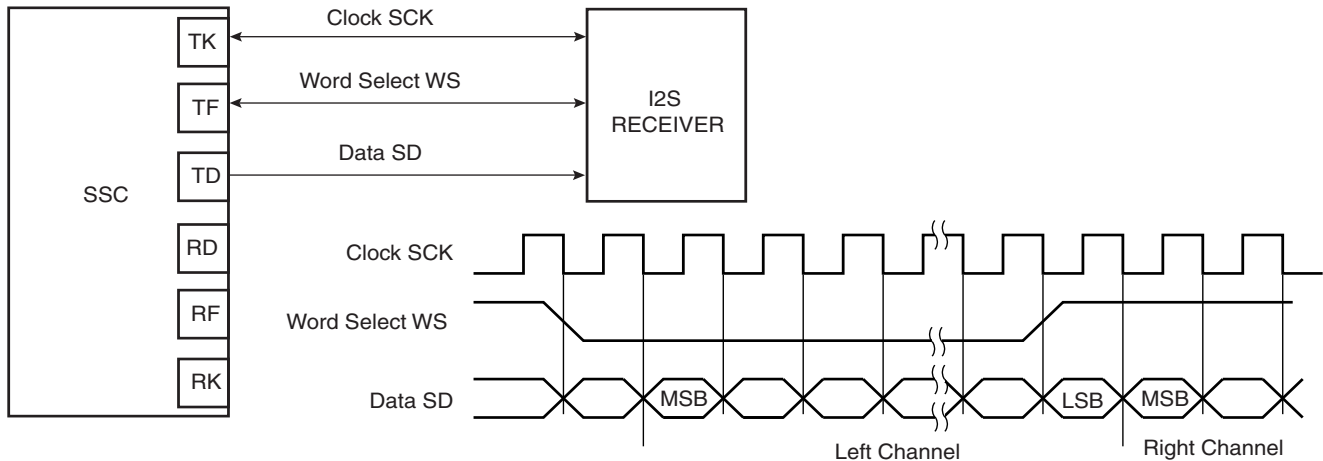 SSC
TK
TF
TD
RD
RF
RK
Clock SCK
Word Select WS
Data SD
I2S
RECEIVER
Clock SCK
Word Select WS
Data SD
MSB
LSB
MSB
Left Channel
Right Channel